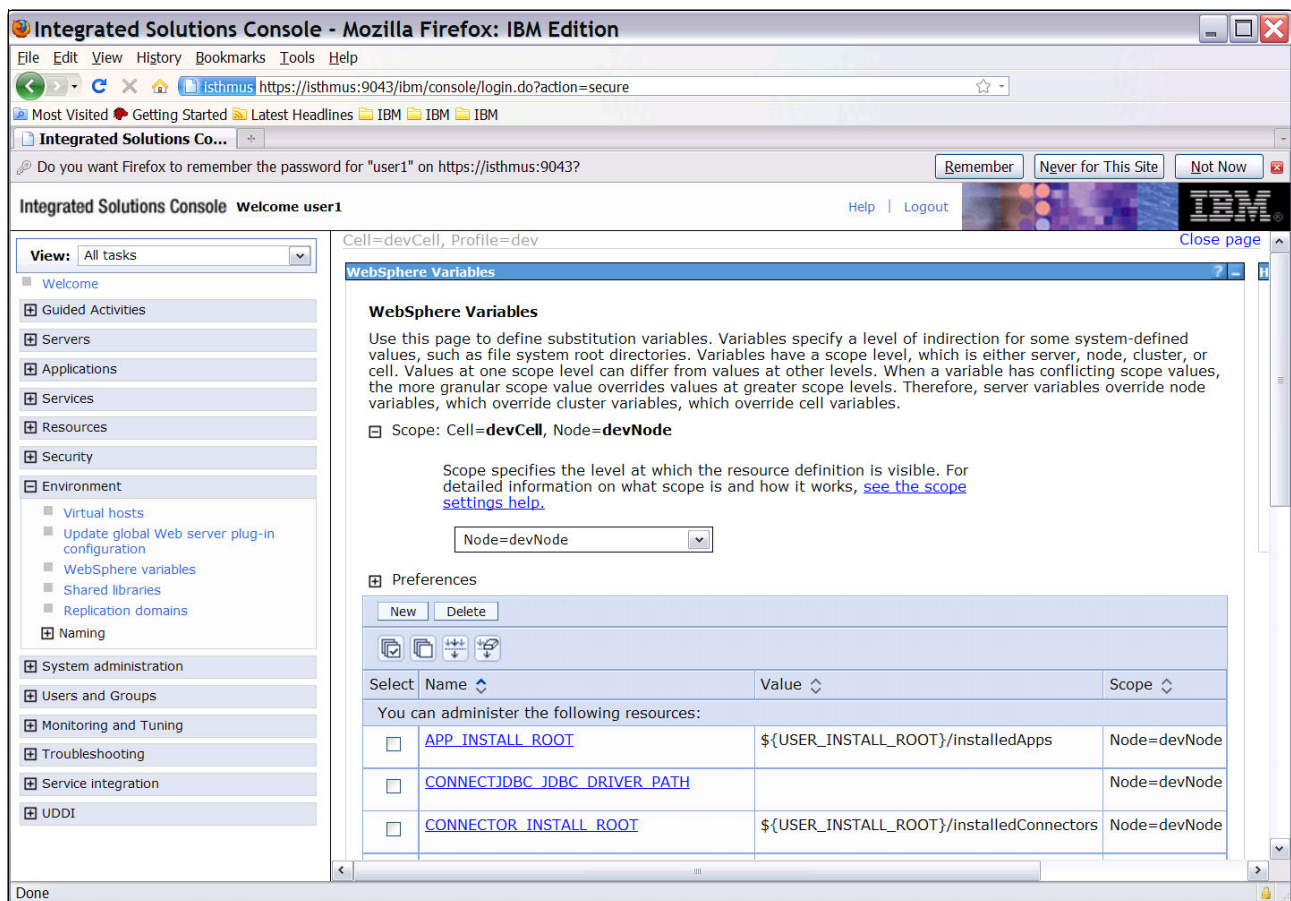 Integrated Solutions Console - Mozilla Firefox: IBM Edition
File Edit View History Bookmarks Tools Help
isthmus https://isthmus:9043/ibm/console/login.do?action=secure
Most Visited Getting Started Latest Headlines IBM IBM IBM
Integrated Solutions Co...
Do you want Firefox to remember the password for "user1" on https://isthmus:9043? Remember Never for This Site Not Now
Integrated Solutions Console Welcome user1 Help | Logout IBM®
View: All tasks
Welcome
Guided Activities
Servers
Applications
Services
Resources
Security
Environment
Virtual hosts
Update global Web server plug-in
configuration
WebSphere variables
Shared libraries
Replication domains
Naming
System administration
Users and Groups
Monitoring and Tuning
Troubleshooting
Service integration
UDDI
Cell=devCell, Profile=dev Close page
WebSphere Variables ? H
WebSphere Variables
Use this page to define substitution variables. Variables specify a level of indirection for some system-defined
values, such as file system root directories. Variables have a scope level, which is either server, node, cluster, or
cell. Values at one scope level can differ from values at other levels. When a variable has conflicting scope values,
the more granular scope value overrides values at greater scope levels. Therefore, server variables override node
variables, which override cluster variables, which override cell variables.
Scope: Cell=devCell, Node=devNode
Scope specifies the level at which the resource definition is visible. For
detailed information on what scope is and how it works, see the scope
settings help.
Node=devNode
Preferences
New Delete
Select Name Value Scope
You can administer the following resources:
APP_INSTALL_ROOT ${USER_INSTALL_ROOT}/installedApps Node=devNode
CONNECTJDBC_JDBC_DRIVER_PATH Node=devNode
CONNECTOR_INSTALL_ROOT ${USER_INSTALL_ROOT}/installedConnectors Node=devNode
Done